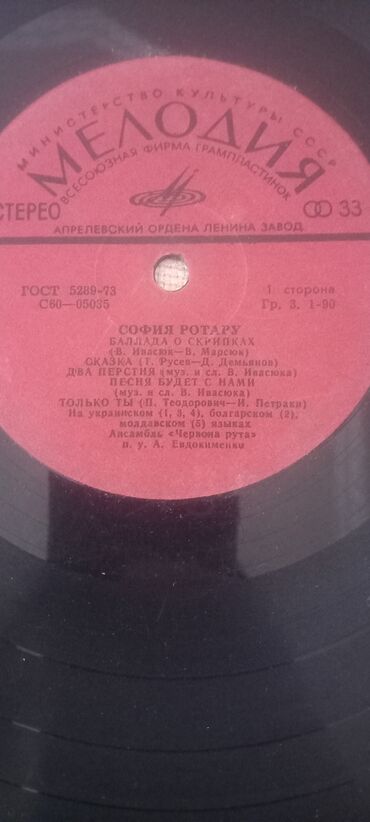 МИНИСТЕРСТВО КУЛЬТУРЫ СССР
МЕЛОДИЯ
ВСЕСОЮЗНАЯ ФИРМА ГРАМПЛАСТИНОК
СТЕРЕО
33
АПРЕЛЕВСКИЙ ОРДЕНА ЛЕНИНА ЗАВОД
ГОСТ 5289-73
С60—05035
1 сторона
Гр. 3. 1-90
СОФИЯ РОТАРУ
БАЛЛАДА О СКРИПКАХ
(В. Ивасюк—В. Марсюк)
СКАЗКА (Т. Русев—Д. Демьянов)
ДВА ПЕРСТНЯ (муз. и сл. В. Ивасюка)
ПЕСНЯ БУДЕТ С НАМИ
(муз. и сл. В. Ивасюка)
ТОЛЬКО ТЫ (П. Теодорович—И. Петраки)
На украинском (1, 3, 4), болгарском (2),
молдавском (5) языках
Ансамбль «Червона рута»
п. у. А. Евдокименко